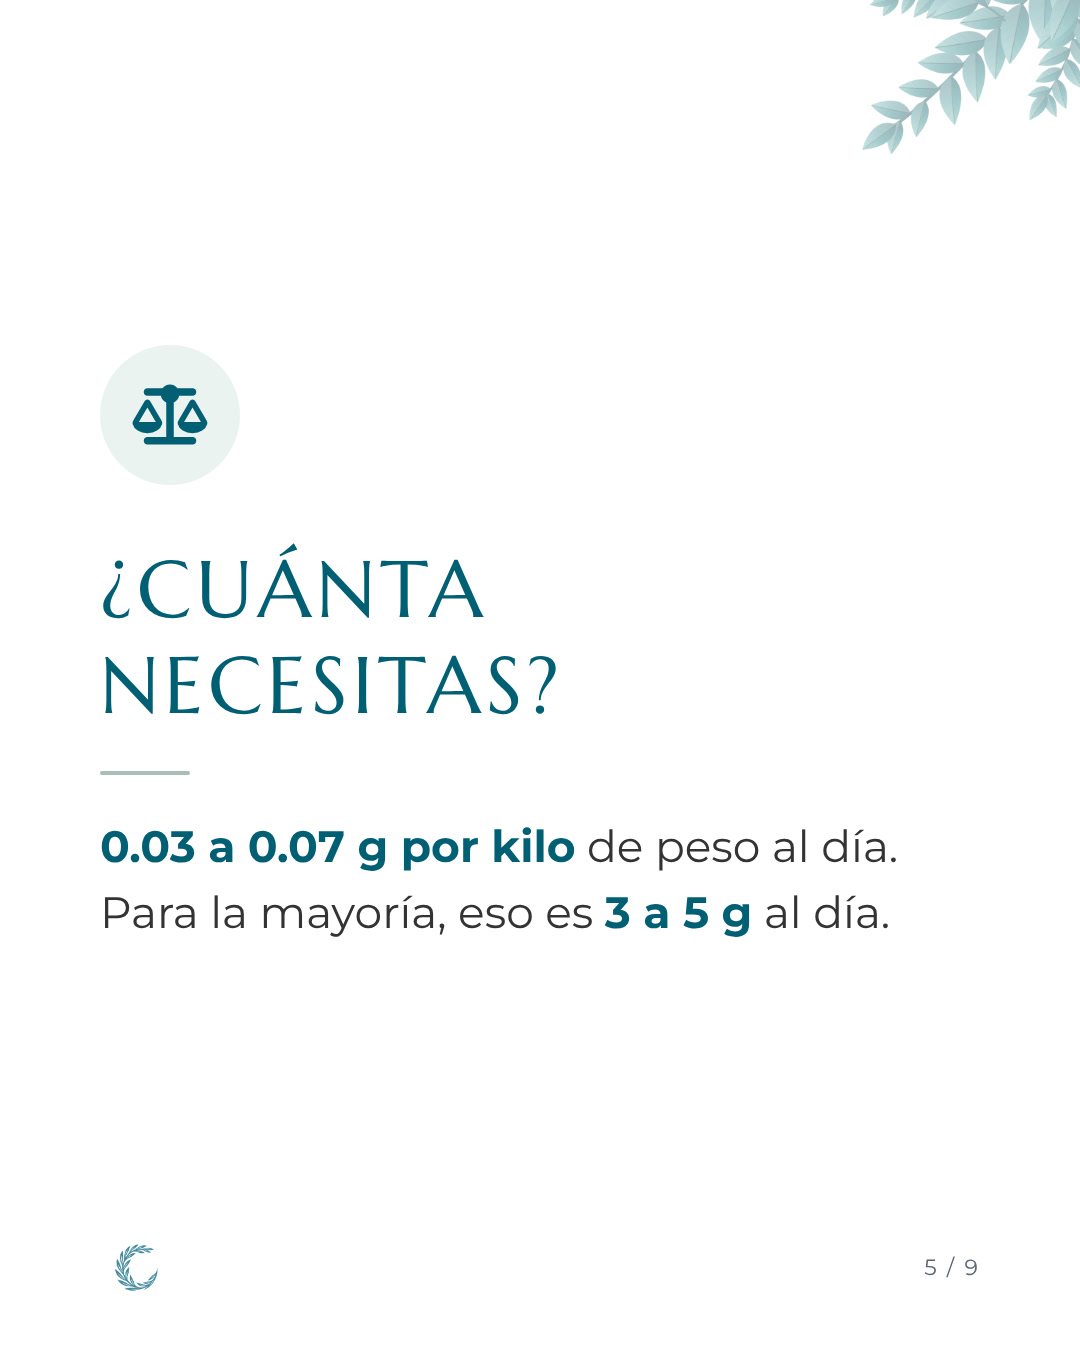 ¿CUÁNTA
NECESITAS?
0.03 a 0.07 g por kilo de peso al día.
Para la mayoría, eso es 3 a 5 g al día.
5 / 9